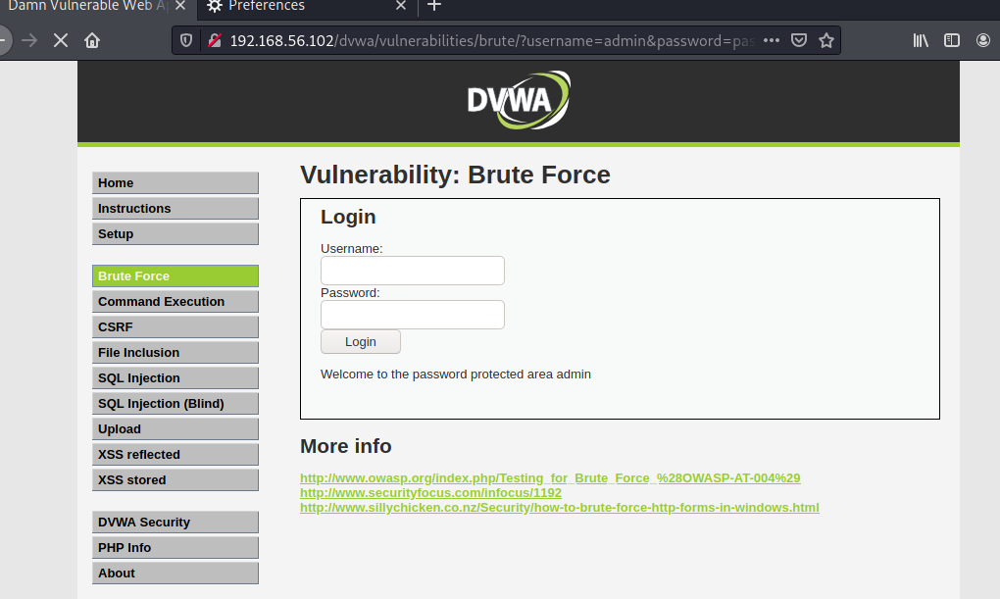 Damn Vulnerable Web A
Preferences
192.168.56.102/dvwa/vulnerabilities/brute/?username=admin&password=pas
DVWA
Home
Instructions
Setup
Brute Force
Command Execution
CSRF
File Inclusion
SQL Injection
SQL Injection (Blind)
Upload
XSS reflected
XSS stored
DVWA Security
PHP Info
About
Vulnerability: Brute Force
Login
Username:
Password:
Login
Welcome to the password protected area admin
More info
http://www.owasp.org/index.php/Testing_for_Brute_Force_%28OWASP-AT-004%29
http://www.securityfocus.com/infocus/1192
http://www.sillychicken.co.nz/Security/how-to-brute-force-http-forms-in-windows.html